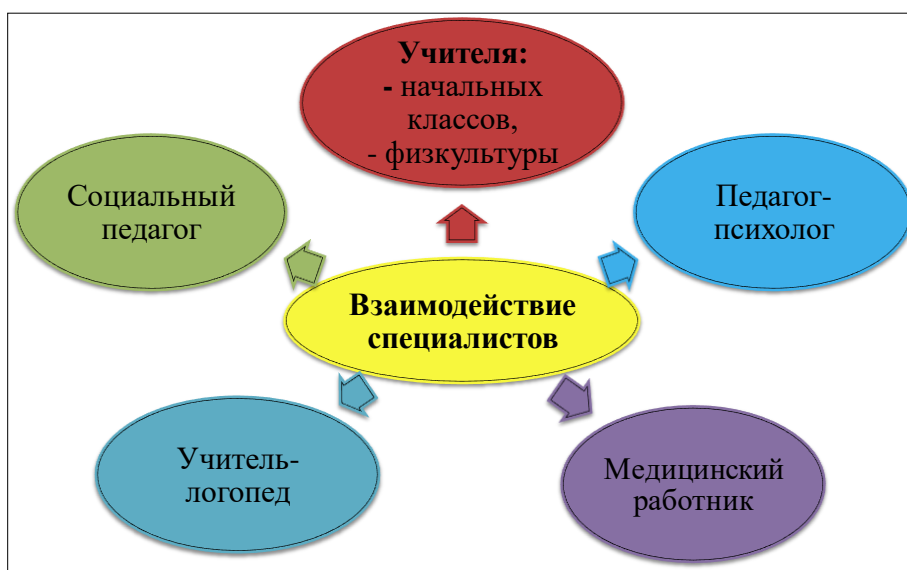 Учителя:
- начальных
классов,
- физкультуры
Социальный
педагог
Педагог-
психолог
Взаимодействие
специалистов
Учитель-
логопед
Медицинский
работник